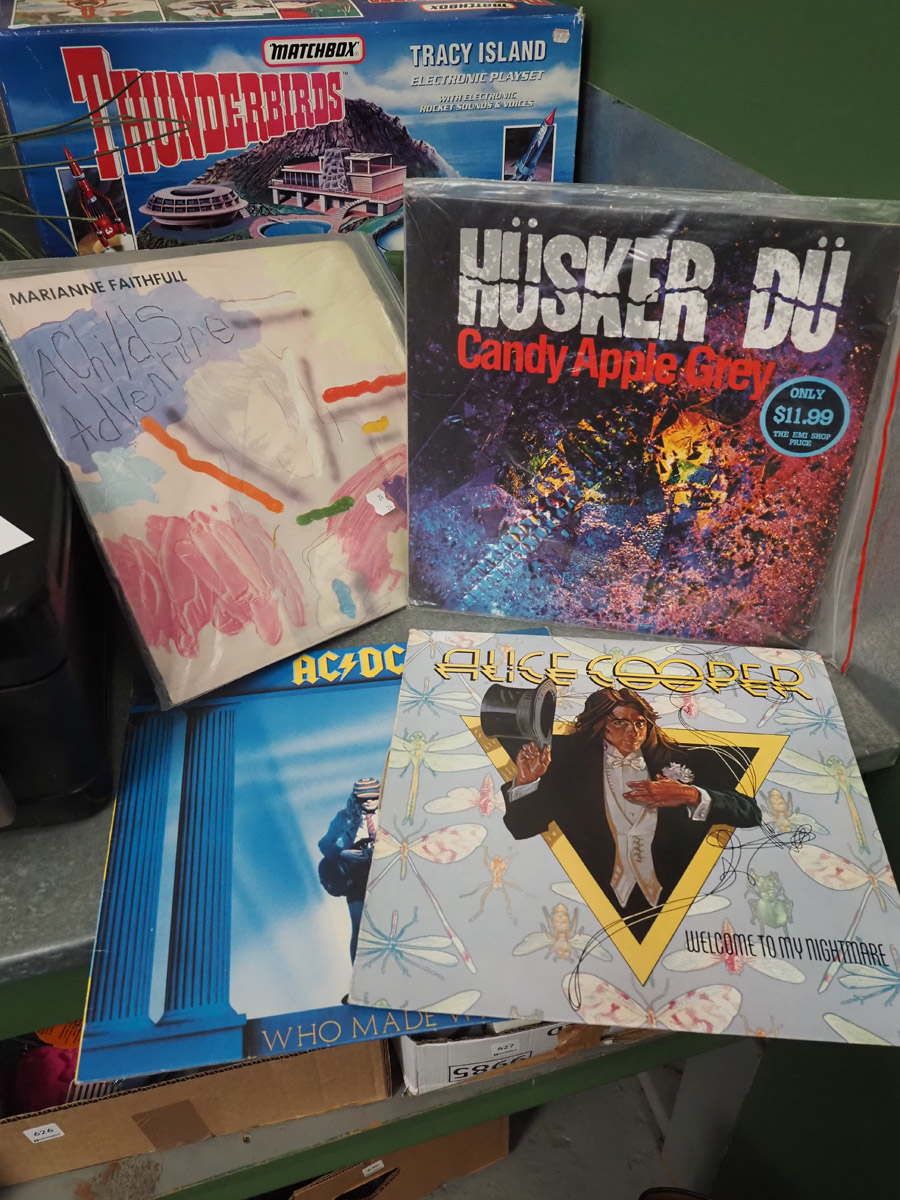 MATCHBOX
THUNDERBIRDS
TRACY ISLAND
ELECTRONIC PLAYSET
WITH ELECTRONIC
ROCKET SOUNDS & VOICES
MARIANNE FAITHFULL
A Childs
Adventure
HÜSKER DÜ
Candy Apple Grey
ONLY
$11.99
THE EMI SHOP
PRICE
AC/DC
WHO MADE
ALICE COOPER
WELCOME TO MY NIGHTMARE
626
627
9985